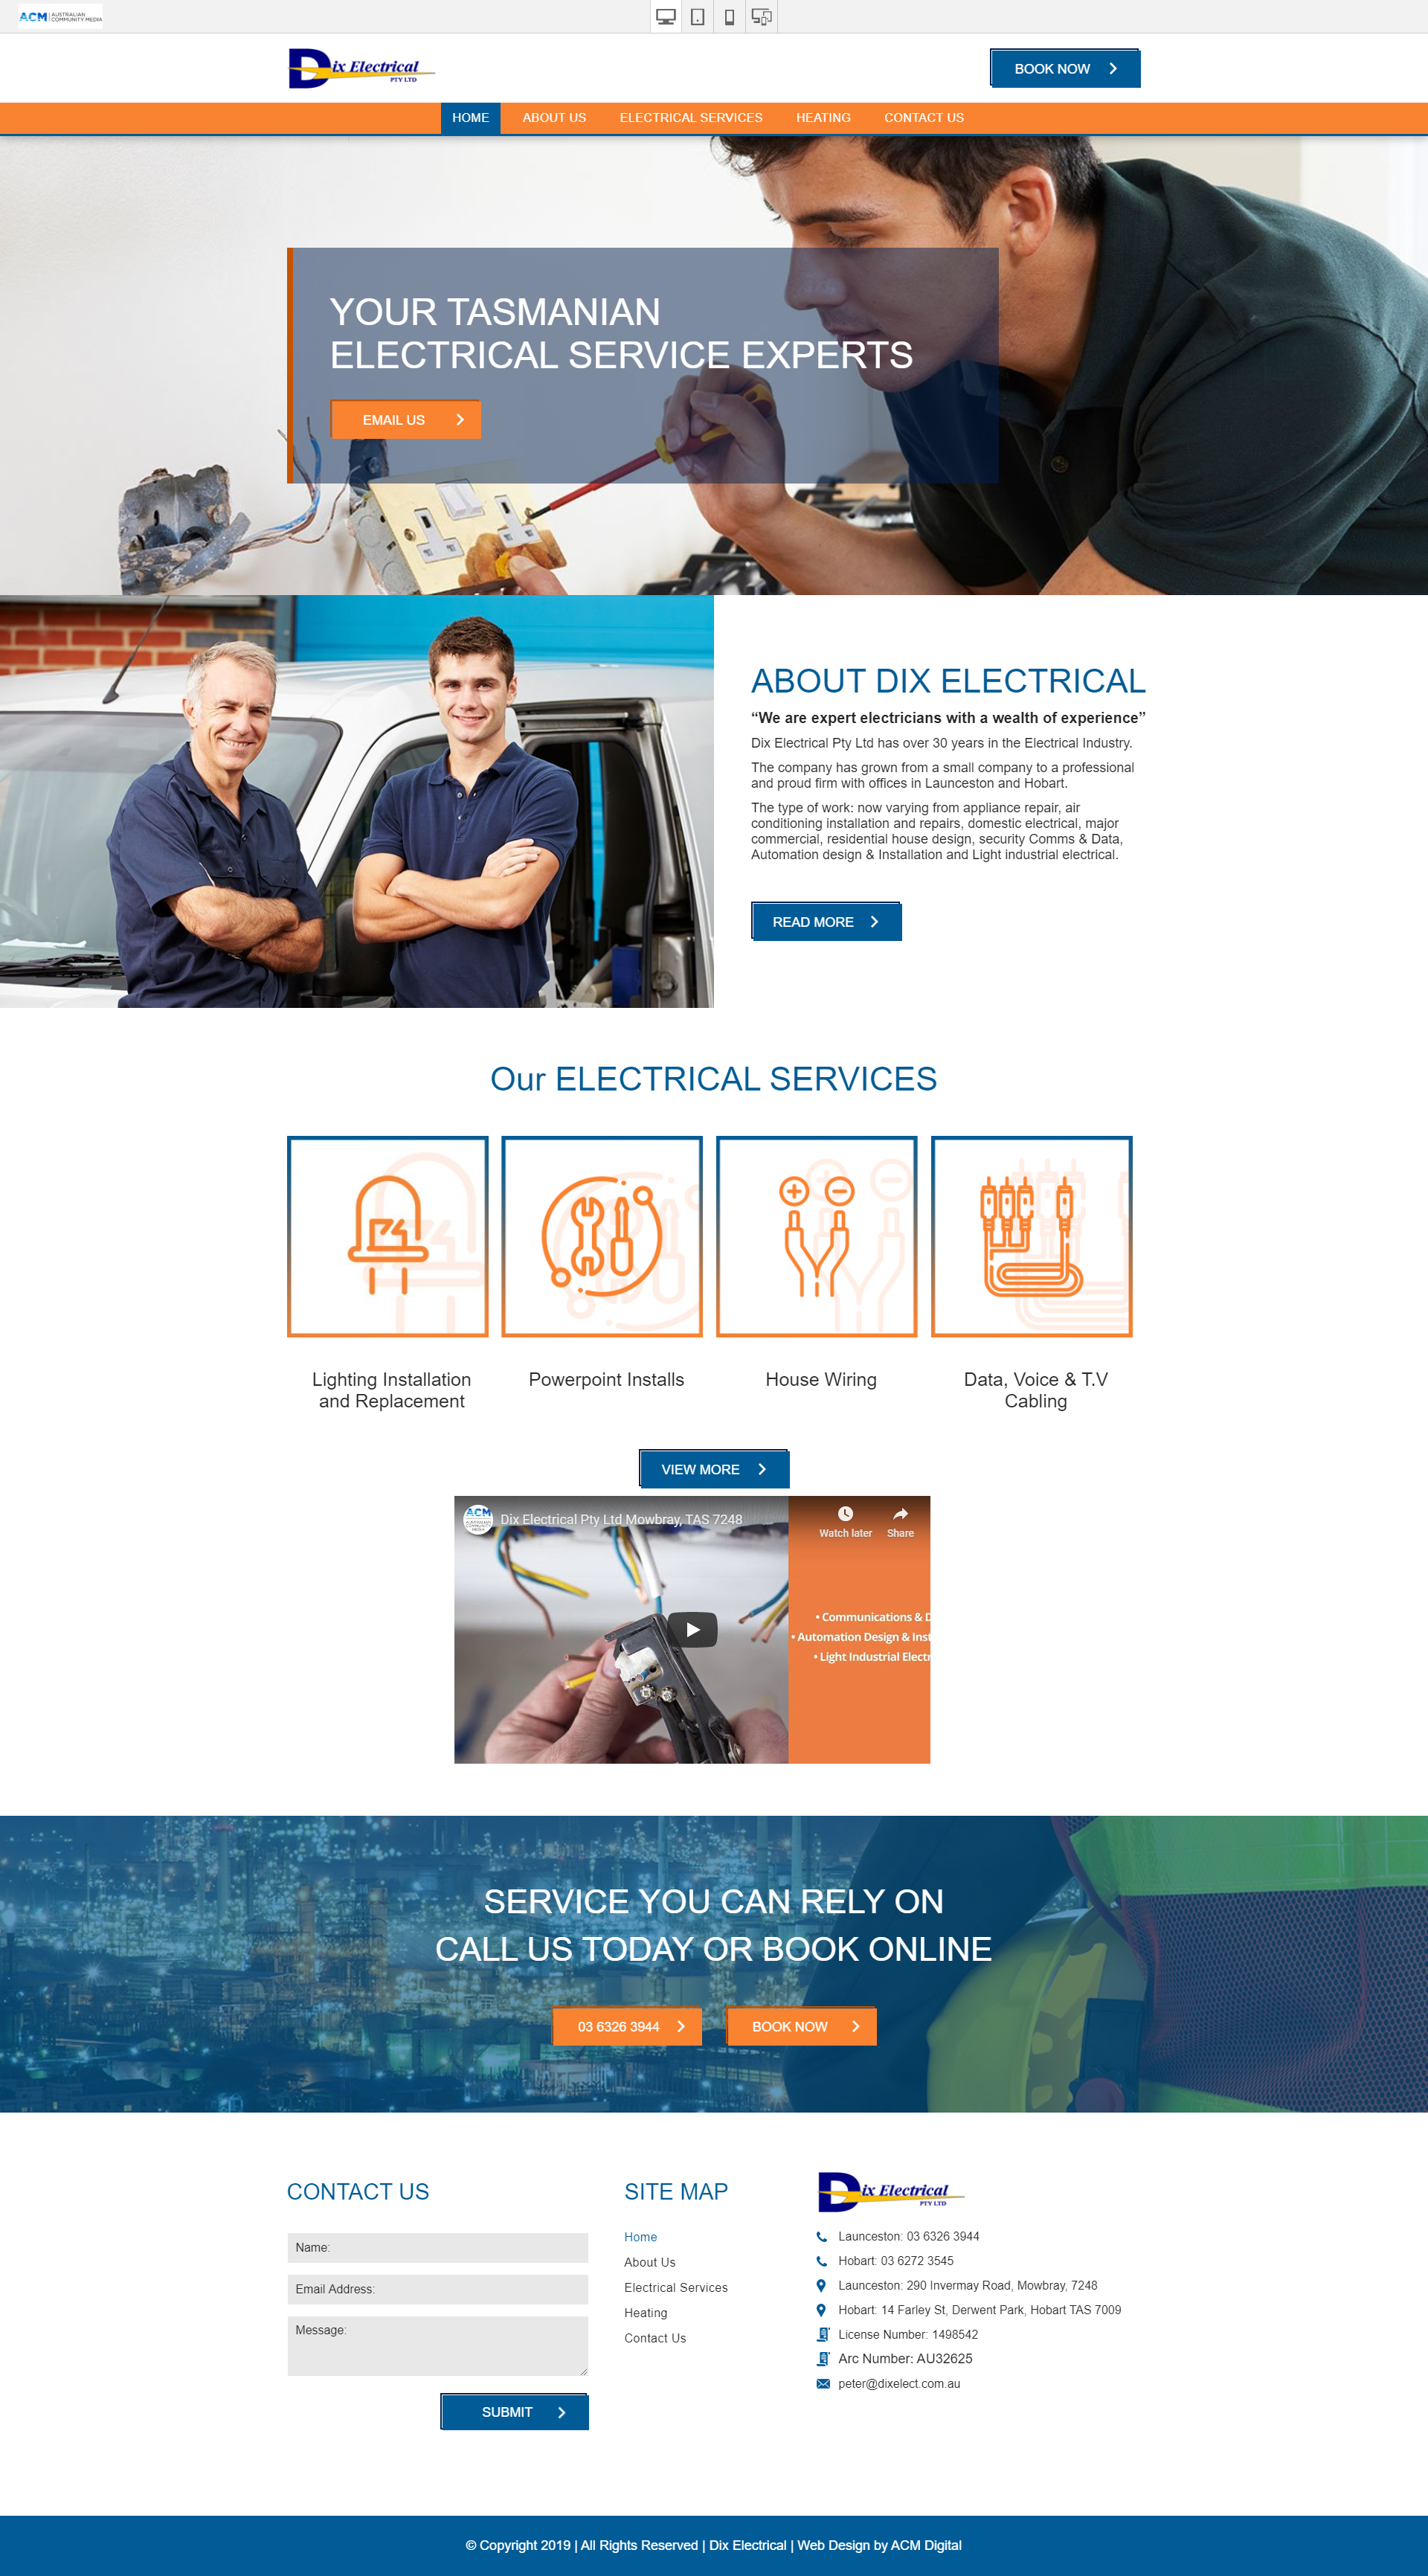 ACM AUSTRALIAN
COMMUNITY MEDIA
Dix Electrical
PTY LTD
BOOK NOW
HOME ABOUT US ELECTRICAL SERVICES HEATING CONTACT US
YOUR TASMANIAN
ELECTRICAL SERVICE EXPERTS
EMAIL US
ABOUT DIX ELECTRICAL
“We are expert electricians with a wealth of experience”
Dix Electrical Pty Ltd has over 30 years in the Electrical Industry.
The company has grown from a small company to a professional
and proud firm with offices in Launceston and Hobart.
The type of work: now varying from appliance repair, air
conditioning installation and repairs, domestic electrical, major
commercial, residential house design, security Comms & Data,
Automation design & Installation and Light industrial electrical.
READ MORE
Our ELECTRICAL SERVICES
Lighting Installation
and Replacement
Powerpoint Installs
House Wiring
Data, Voice & T.V
Cabling
VIEW MORE
ACM
AUSTRALIAN
COMMUNITY
MEDIA
Dix Electrical Pty Ltd Mowbray, TAS 7248
Watch later Share
• Communications & D
• Automation Design & Inst
• Light Industrial Electr
SERVICE YOU CAN RELY ON
CALL US TODAY OR BOOK ONLINE
03 6326 3944
BOOK NOW
CONTACT US
Name:
Email Address:
Message:
SUBMIT
SITE MAP
Home
About Us
Electrical Services
Heating
Contact Us
Dix Electrical
PTY LTD
Launceston: 03 6326 3944
Hobart: 03 6272 3545
Launceston: 290 Invermay Road, Mowbray, 7248
Hobart: 14 Farley St, Derwent Park, Hobart TAS 7009
License Number: 1498542
Arc Number: AU32625
peter@dixelect.com.au
© Copyright 2019 | All Rights Reserved | Dix Electrical | Web Design by ACM Digital